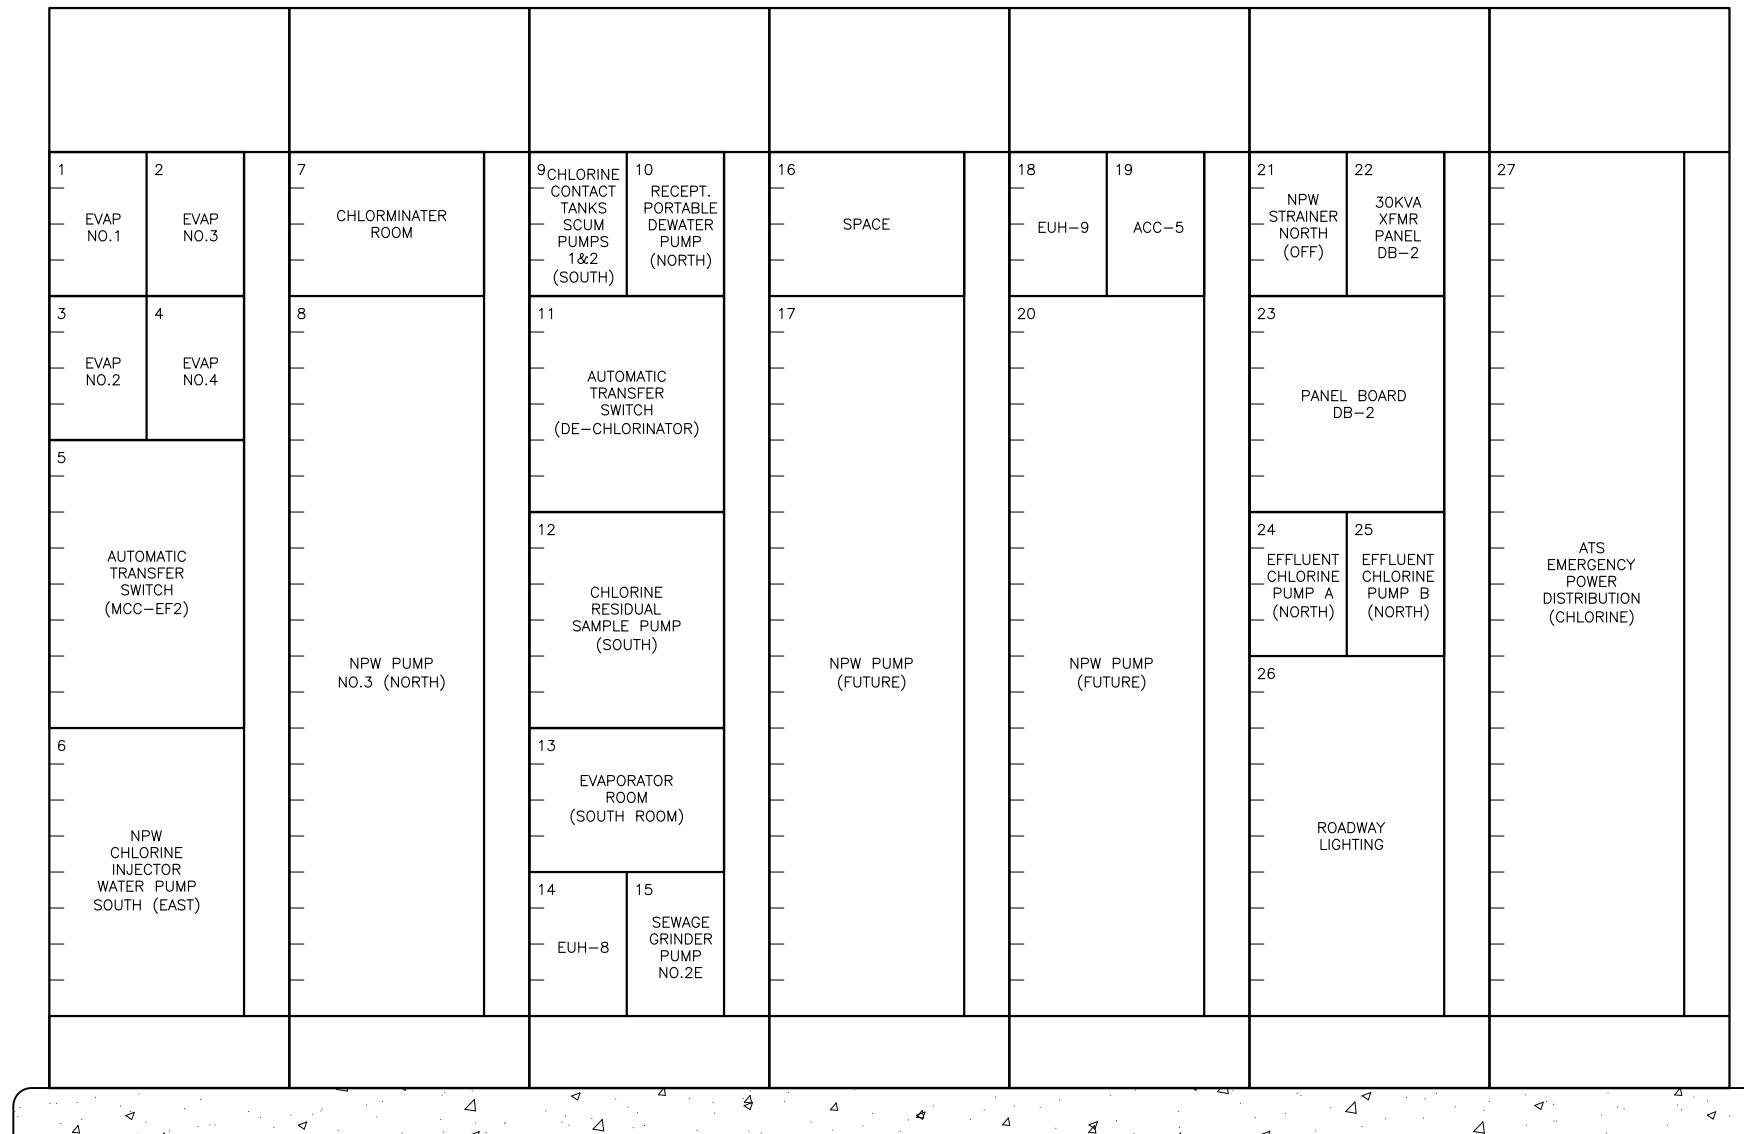 1
EVAP
NO.1
2
EVAP
NO.3
3
EVAP
NO.2
4
EVAP
NO.4
5
AUTOMATIC
TRANSFER
SWITCH
(MCC-EF2)
6
NPW
CHLORINE
INJECTOR
WATER PUMP
SOUTH (EAST)
7
CHLORMINATER
ROOM
8
NPW PUMP
NO.3 (NORTH)
9
CHLORINE
CONTACT
TANKS
SCUM
PUMPS
1&2
(SOUTH)
10
RECEPT.
PORTABLE
DEWATER
PUMP
(NORTH)
11
AUTOMATIC
TRANSFER
SWITCH
(DE-CHLORINATOR)
12
CHLORINE
RESIDUAL
SAMPLE PUMP
(SOUTH)
13
EVAPORATOR
ROOM
(SOUTH ROOM)
14
EUH-8
15
SEWAGE
GRINDER
PUMP
NO.2E
16
SPACE
17
NPW PUMP
(FUTURE)
18
EUH-9
19
ACC-5
20
NPW PUMP
(FUTURE)
21
NPW
STRAINER
NORTH
(OFF)
22
30KVA
XFMR
PANEL
DB-2
23
PANEL BOARD
DB-2
24
EFFLUENT
CHLORINE
PUMP A
(NORTH)
25
EFFLUENT
CHLORINE
PUMP B
(NORTH)
26
ROADWAY
LIGHTING
27
ATS
EMERGENCY
POWER
DISTRIBUTION
(CHLORINE)